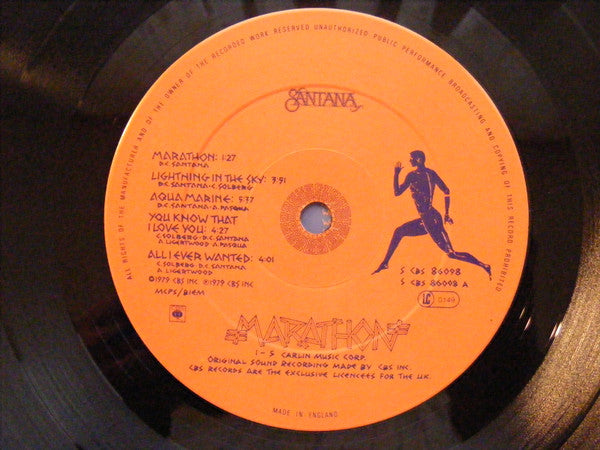 ALL RIGHTS OF THE MANUFACTURER AND OF THE OWNER OF THE RECORDED WORK RESERVED UNAUTHORIZED PUBLIC PERFORMANCE BROADCASTING AND COPYING OF THIS RECORD PROHIBITED
SANTANA
MARATHON: 1:27
D.C. SANTANA
LIGHTNING IN THE SKY: 3:51
D.C. SANTANA·C. SOLBERG
AQUA MARINE: 5:37
D.C. SANTANA·A. PASQUA
YOU KNOW THAT
I LOVE YOU: 4:27
C. SOLBERG·D.C. SANTANA
A. LIGERTWOOD·A. PASQUA
ALL I EVER WANTED: 4:01
C. SOLBERG·D.C. SANTANA
A. LIGERTWOOD
©1979 CBS INC. ℗1979 CBS INC
MCPS/BIEM
S CBS 86098
S CBS 86098 A
LC 0149
MARATHON
1-5 CARLIN MUSIC CORP.
ORIGINAL SOUND RECORDING MADE BY CBS INC.
CBS RECORDS ARE THE EXCLUSIVE LICENCEES FOR THE U.K.
MADE IN ENGLAND